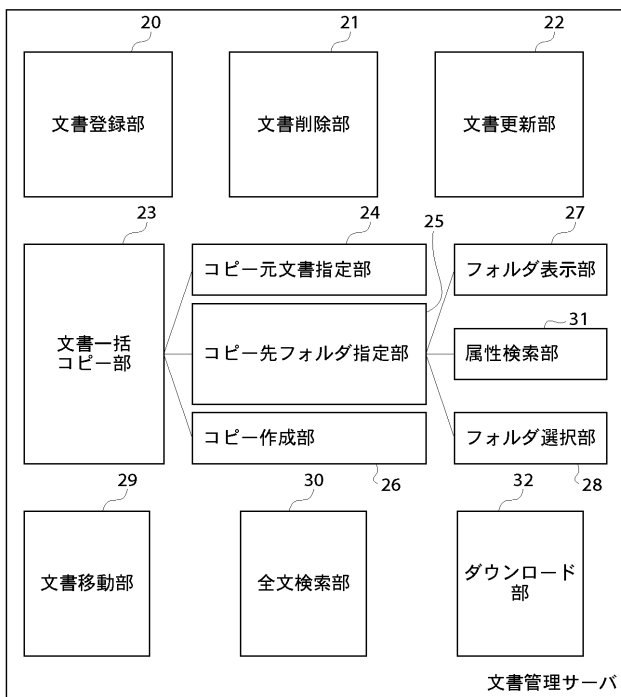 20
21
22
文書登録部
文書削除部
文書更新部
23
24
25
27
文書一括
コピー部
コピー元文書指定部
コピー先フォルダ指定部
コピー作成部
26
フォルダ表示部
31
属性検索部
フォルダ選択部
28
29
30
32
文書移動部
全文検索部
ダウンロード
部
文書管理サーバ